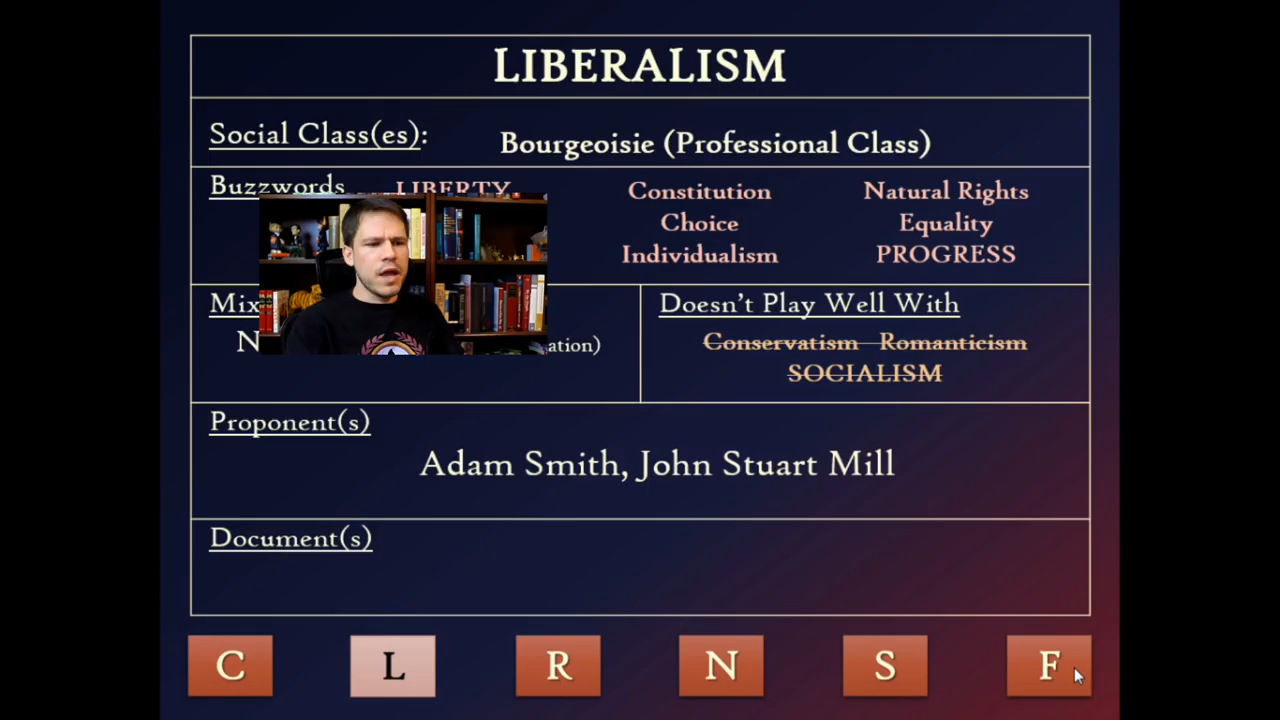 LIBERALISM
Social Class(es): Bourgeoisie (Professional Class)
Buzzwords LIBERTY Constitution Natural Rights
Choice Equality
Individualism PROGRESS
Doesn't Play Well With
Conservatism Romanticism
SOCIALISM
Proponent(s)
Adam Smith, John Stuart Mill
Document(s)
C L R N S F